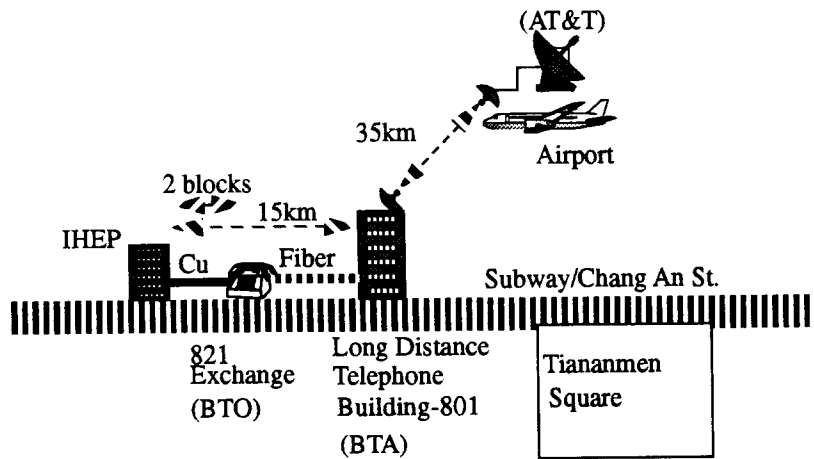 (AT&T)
35km
Airport
2 blocks
15km
IHEP
Cu
Fiber
Subway/Chang An St.
821
Exchange
(BTO)
Long Distance
Telephone
Building-801
(BTA)
Tiananmen
Square